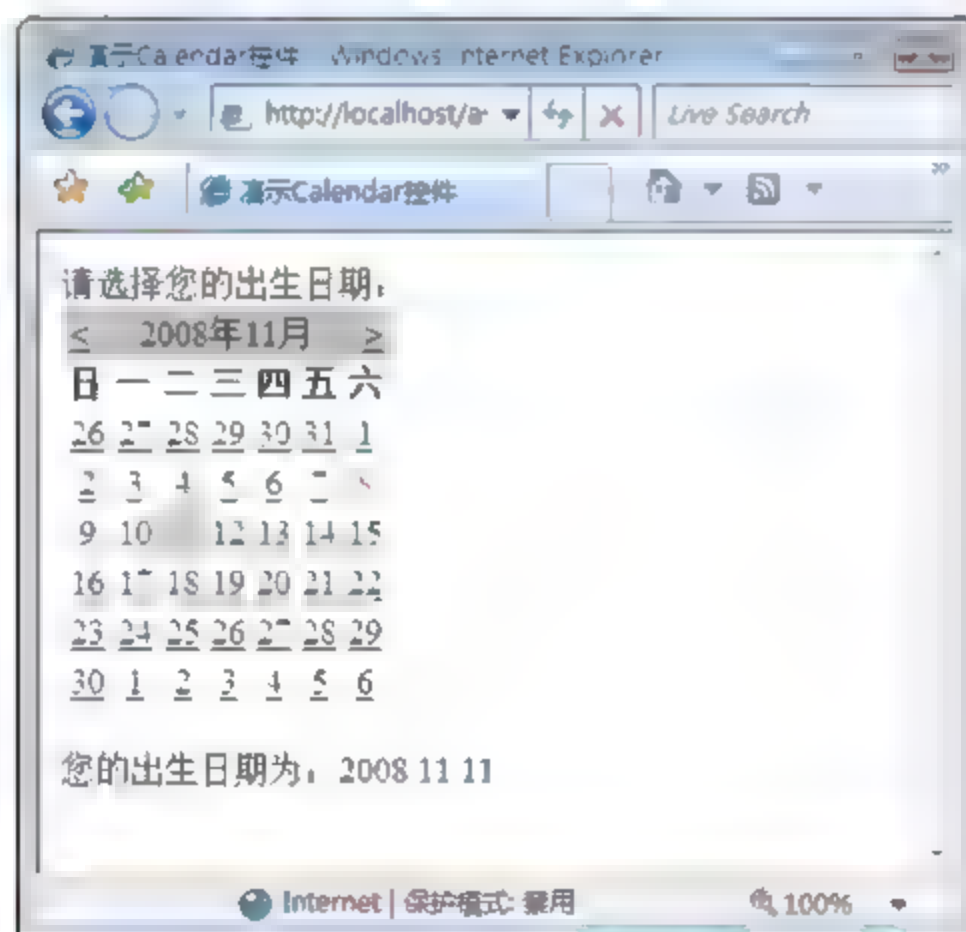 演示Calendar控件 Windows Internet Explorer
http://localhost/a Live Search
演示Calendar控件
请选择您的出生日期:
< 2008年11月 >
日 一 二 三 四 五 六
26 27 28 29 30 31 1
2 3 4 5 6 7
9 10 12 13 14 15
16 17 18 19 20 21 22
23 24 25 26 27 28 29
30 1 2 3 4 5 6
您的出生日期为: 2008 11 11
Internet | 保护模式: 禁用 100%